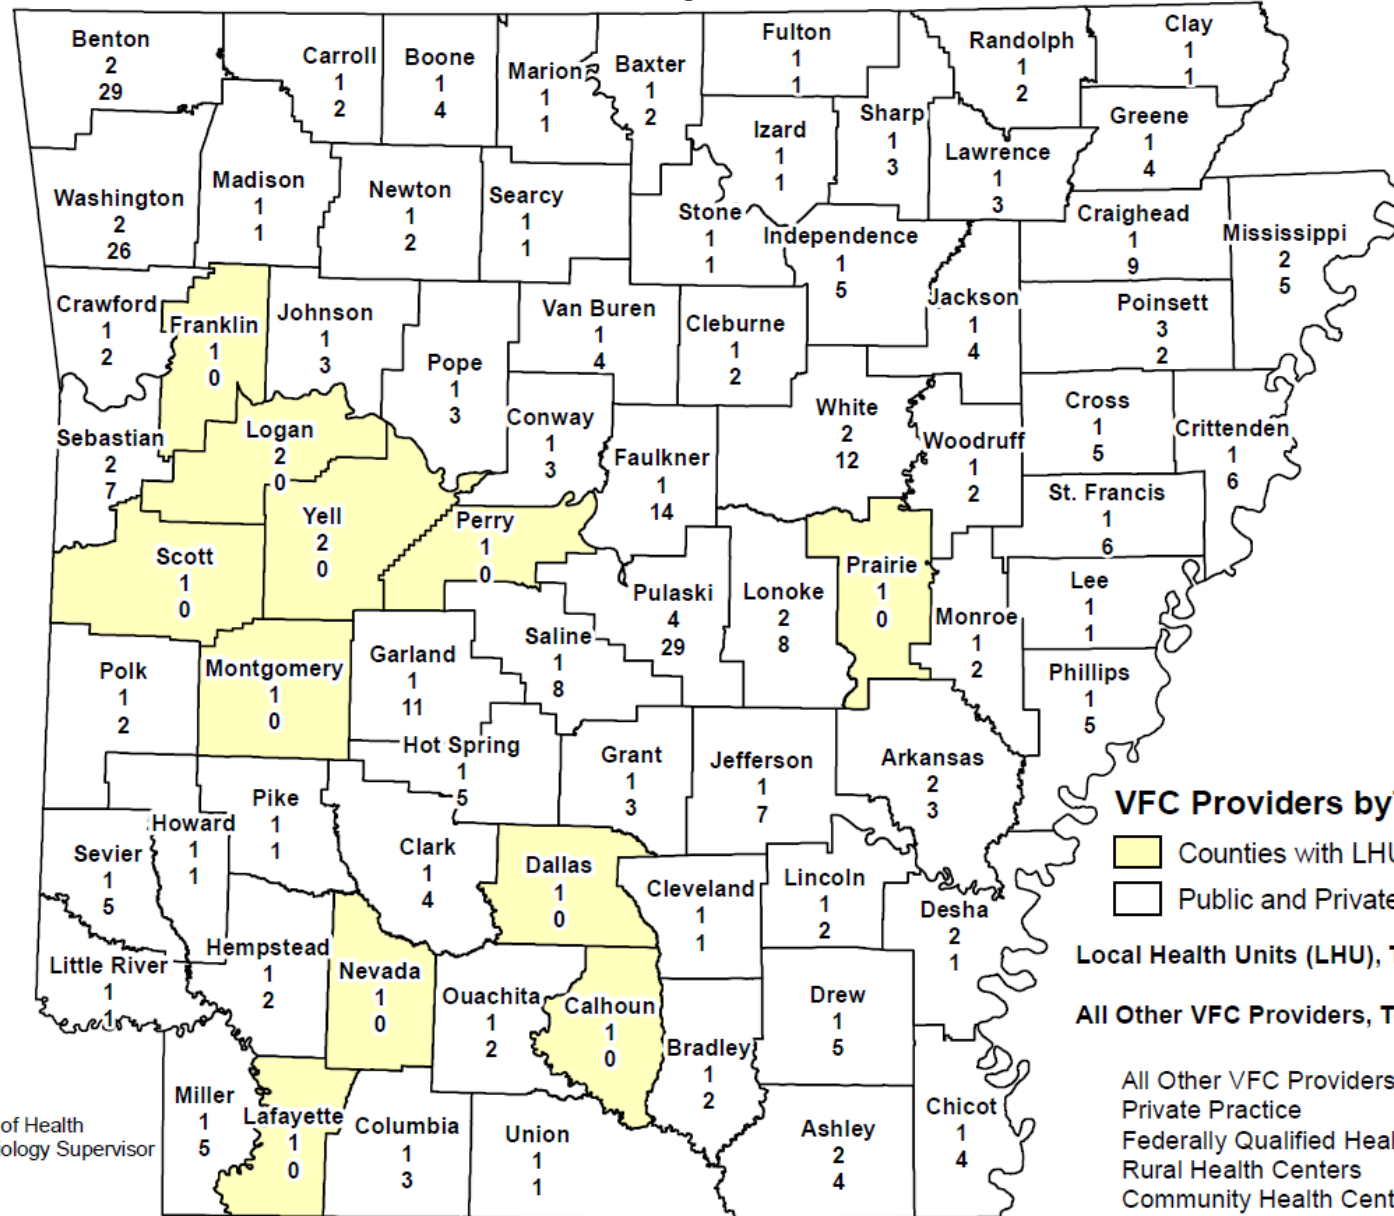 Benton
2
29
Carroll
1
2
Boone
1
4
Marion
1
1
Baxter
1
2
Fulton
1
1
Randolph
1
2
Clay
1
1
Izard
1
1
Sharp
1
3
Lawrence
1
3
Greene
1
4
Washington
2
26
Madison
1
1
Newton
1
2
Searcy
1
1
Stone
1
1
Independence
1
5
Craighead
1
9
Mississippi
2
5
Crawford
1
2
Franklin
1
0
Johnson
1
3
Pope
1
3
Van Buren
1
4
Cleburne
1
2
Jackson
1
4
Poinsett
3
2
Sebastian
2
7
Logan
2
0
Conway
1
3
Faulkner
1
14
White
2
12
Woodruff
1
2
Cross
1
5
Crittenden
1
6
St. Francis
1
6
Scott
1
0
Yell
2
0
Perry
1
0
Pulaski
4
29
Lonoke
2
8
Prairie
1
0
Monroe
1
2
Lee
1
1
Phillips
1
5
Polk
1
2
Montgomery
1
0
Garland
1
11
Saline
1
8
Hot Spring
1
5
Grant
1
3
Jefferson
1
7
Arkansas
2
3
Sevier
1
5
Howard
1
1
Pike
1
1
Clark
1
4
Dallas
1
0
Cleveland
1
1
Lincoln
1
2
Desha
2
1
Little River
1
1
Hempstead
1
2
Nevada
1
0
Ouachita
1
2
Calhoun
1
0
Bradley
1
2
Drew
1
5
Miller
1
5
Lafayette
1
0
Columbia
1
3
Union
1
1
Ashley
2
4
Chicot
1
4
VFC Providers by
Counties with LHU
Public and Private
Local Health Units (LHU), T
All Other VFC Providers, T
All Other VFC Providers
Private Practice
Federally Qualified Heal
Rural Health Centers
Community Health Cent
of Health
iology Supervisor